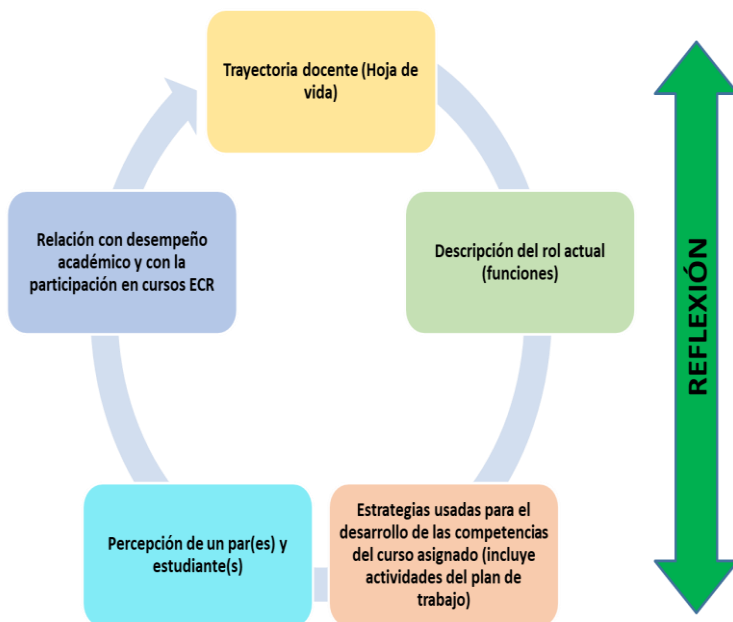 Trayectoria docente (Hoja de
vida)
Descripción del rol actual
(funciones)
Estrategias usadas para el
desarrollo de las competencias
del curso asignado (incluye
actividades del plan de
trabajo)
Percepción de un par(es) y
estudiante(s)
Relación con desempeño
académico y con la
participación en cursos ECR
REFLEXIÓN